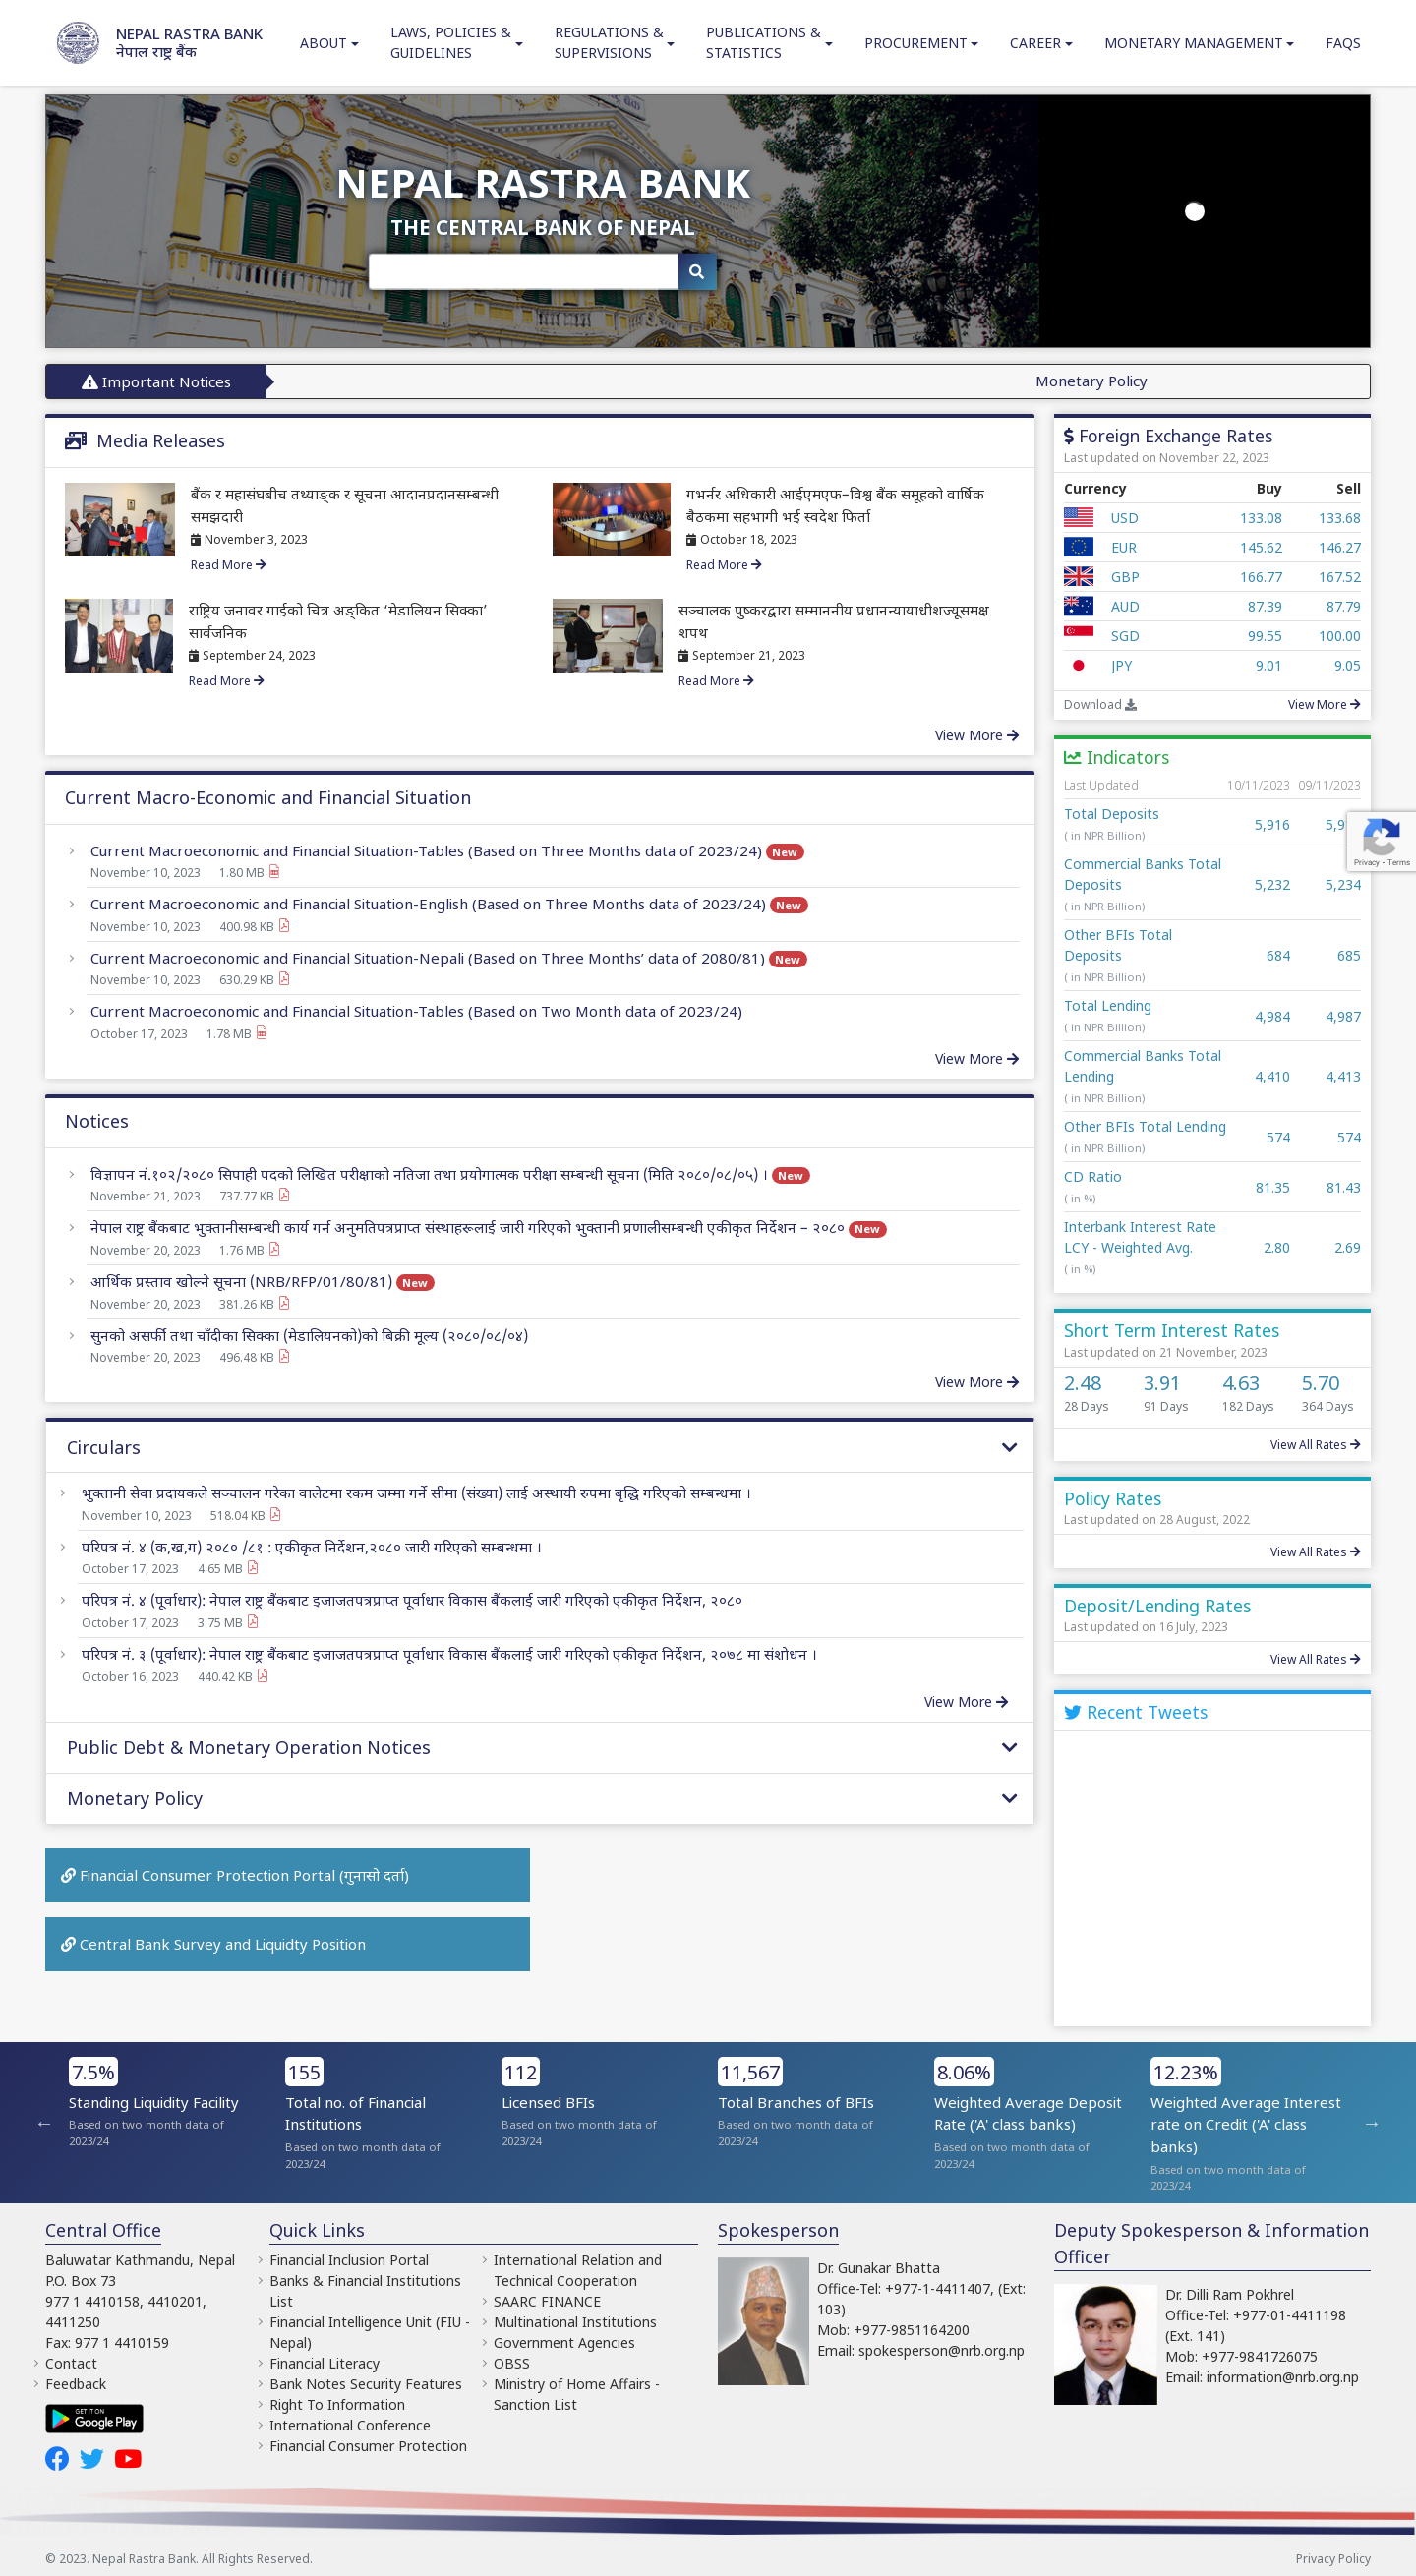 NEPAL RASTRA BANK
नेपाल राष्ट्र बैंक
ABOUT
LAWS, POLICIES &
GUIDELINES
REGULATIONS &
SUPERVISIONS
PUBLICATIONS &
STATISTICS
PROCUREMENT
CAREER
MONETARY MANAGEMENT
FAQS
NEPAL RASTRA BANK
THE CENTRAL BANK OF NEPAL
Important Notices
Monetary Policy
Media Releases
बैंक र महासंघबीच तथ्याङ्क र सूचना आदानप्रदानसम्बन्धी
समझदारी
November 3, 2023
Read More
गभर्नर अधिकारी आईएमएफ–विश्व बैंक समूहको वार्षिक
बैठकमा सहभागी भई स्वदेश फिर्ता
October 18, 2023
Read More
राष्ट्रिय जनावर गाईको चित्र अङ्कित ‘मेडालियन सिक्का’
सार्वजनिक
September 24, 2023
Read More
सञ्चालक पुष्करद्वारा सम्माननीय प्रधानन्यायाधीशज्यूसमक्ष
शपथ
September 21, 2023
Read More
View More
Current Macro-Economic and Financial Situation
Current Macroeconomic and Financial Situation-Tables (Based on Three Months data of 2023/24) New
November 10, 2023 1.80 MB
Current Macroeconomic and Financial Situation-English (Based on Three Months data of 2023/24) New
November 10, 2023 400.98 KB
Current Macroeconomic and Financial Situation-Nepali (Based on Three Months’ data of 2080/81) New
November 10, 2023 630.29 KB
Current Macroeconomic and Financial Situation-Tables (Based on Two Month data of 2023/24)
October 17, 2023 1.78 MB
View More
Notices
विज्ञापन नं.१०२/२०८० सिपाही पदको लिखित परीक्षाको नतिजा तथा प्रयोगात्मक परीक्षा सम्बन्धी सूचना (मिति २०८०/०८/०५) । New
November 21, 2023 737.77 KB
नेपाल राष्ट्र बैंकबाट भुक्तानीसम्बन्धी कार्य गर्न अनुमतिपत्रप्राप्त संस्थाहरूलाई जारी गरिएको भुक्तानी प्रणालीसम्बन्धी एकीकृत निर्देशन – २०८० New
November 20, 2023 1.76 MB
आर्थिक प्रस्ताव खोल्ने सूचना (NRB/RFP/01/80/81) New
November 20, 2023 381.26 KB
सुनको असर्फी तथा चाँदीका सिक्का (मेडालियनको)को बिक्री मूल्य (२०८०/०८/०४)
November 20, 2023 496.48 KB
View More
Circulars
भुक्तानी सेवा प्रदायकले सञ्चालन गरेका वालेटमा रकम जम्मा गर्ने सीमा (संख्या) लाई अस्थायी रुपमा बृद्धि गरिएको सम्बन्धमा ।
November 10, 2023 518.04 KB
परिपत्र नं. ४ (क,ख,ग) २०८० /८१ : एकीकृत निर्देशन,२०८० जारी गरिएको सम्बन्धमा ।
October 17, 2023 4.65 MB
परिपत्र नं. ४ (पूर्वाधार): नेपाल राष्ट्र बैंकबाट इजाजतपत्रप्राप्त पूर्वाधार विकास बैंकलाई जारी गरिएको एकीकृत निर्देशन, २०८०
October 17, 2023 3.75 MB
परिपत्र नं. ३ (पूर्वाधार): नेपाल राष्ट्र बैंकबाट इजाजतपत्रप्राप्त पूर्वाधार विकास बैंकलाई जारी गरिएको एकीकृत निर्देशन, २०७८ मा संशोधन ।
October 16, 2023 440.42 KB
View More
Public Debt & Monetary Operation Notices
Monetary Policy
Financial Consumer Protection Portal (गुनासो दर्ता)
Central Bank Survey and Liquidty Position
Foreign Exchange Rates
Last updated on November 22, 2023
Currency Buy Sell
USD 133.08 133.68
EUR 145.62 146.27
GBP 166.77 167.52
AUD 87.39 87.79
SGD 99.55 100.00
JPY 9.01 9.05
Download View More
Indicators
Last Updated 10/11/2023 09/11/2023
Total Deposits
( in NPR Billion) 5,916
Commercial Banks Total
Deposits 5,232 5,234
( in NPR Billion)
Other BFIs Total
Deposits 684 685
( in NPR Billion)
Total Lending
( in NPR Billion) 4,984 4,987
Commercial Banks Total
Lending 4,410 4,413
( in NPR Billion)
Other BFIs Total Lending
( in NPR Billion) 574 574
CD Ratio
( in %) 81.35 81.43
Interbank Interest Rate
LCY - Weighted Avg. 2.80 2.69
( in %)
Privacy - Terms
Short Term Interest Rates
Last updated on 21 November, 2023
2.48 3.91 4.63 5.70
28 Days 91 Days 182 Days 364 Days
View All Rates
Policy Rates
Last updated on 28 August, 2022
View All Rates
Deposit/Lending Rates
Last updated on 16 July, 2023
View All Rates
Recent Tweets
7.5%
Standing Liquidity Facility
Based on two month data of
2023/24
155
Total no. of Financial
Institutions
Based on two month data of
2023/24
112
Licensed BFIs
Based on two month data of
2023/24
11,567
Total Branches of BFIs
Based on two month data of
2023/24
8.06%
Weighted Average Deposit
Rate ('A' class banks)
Based on two month data of
2023/24
12.23%
Weighted Average Interest
rate on Credit ('A' class
banks)
Based on two month data of
2023/24
Central Office
Baluwatar Kathmandu, Nepal
P.O. Box 73
977 1 4410158, 4410201,
4411250
Fax: 977 1 4410159
Contact
Feedback
GET IT ON
Google Play
Quick Links
Financial Inclusion Portal
Banks & Financial Institutions
List
Financial Intelligence Unit (FIU -
Nepal)
Financial Literacy
Bank Notes Security Features
Right To Information
International Conference
Financial Consumer Protection
International Relation and
Technical Cooperation
SAARC FINANCE
Multinational Institutions
Government Agencies
OBSS
Ministry of Home Affairs -
Sanction List
Spokesperson
Dr. Gunakar Bhatta
Office-Tel: +977-1-4411407, (Ext:
103)
Mob: +977-9851164200
Email: spokesperson@nrb.org.np
Deputy Spokesperson & Information
Officer
Dr. Dilli Ram Pokhrel
Office-Tel: +977-01-4411198
(Ext. 141)
Mob: +977-9841726075
Email: information@nrb.org.np
© 2023. Nepal Rastra Bank. All Rights Reserved.
Privacy Policy